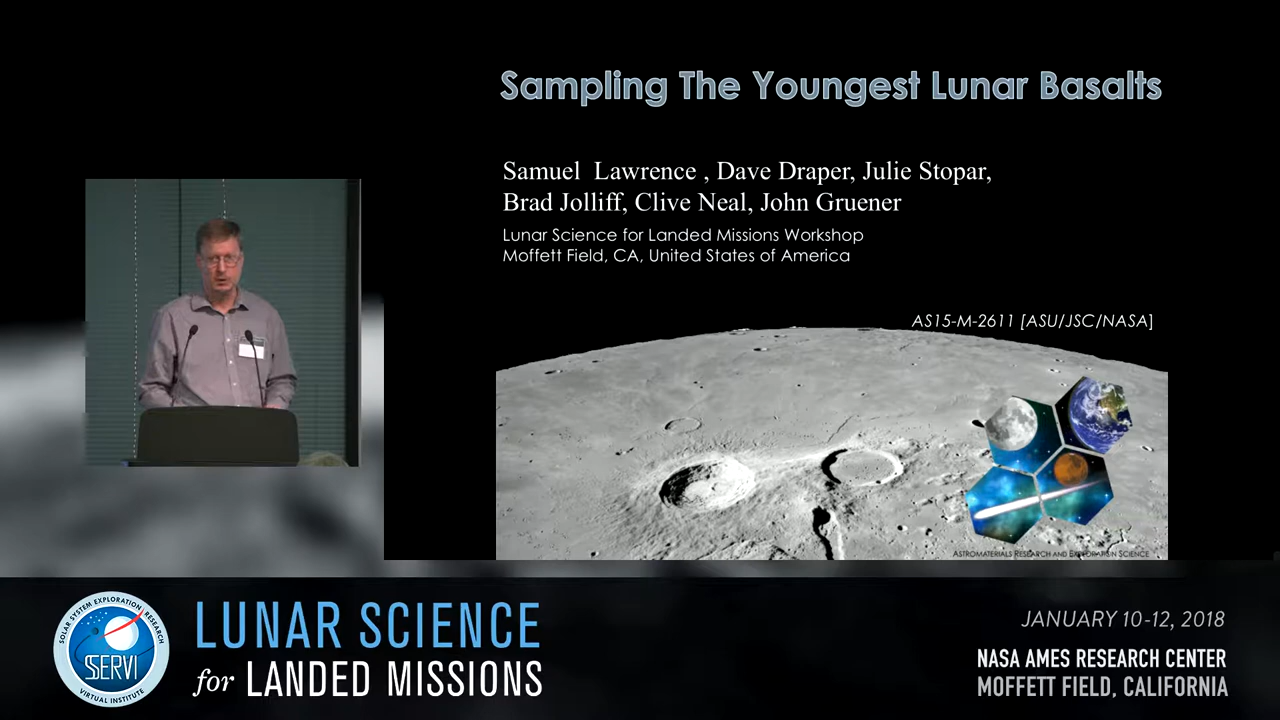 Sampling The Youngest Lunar Basalts
Samuel Lawrence , Dave Draper, Julie Stopar,
Brad Jolliff, Clive Neal, John Gruener
Lunar Science for Landed Missions Workshop
Moffett Field, CA, United States of America
AS15-M-2611 [ASU/JSC/NASA]
ASTROMATERIALS RESEARCH AND EXPLORATION SCIENCE
SOLAR SYSTEM EXPLORATION RESEARCH
SSERVI
VIRTUAL INSTITUTE
LUNAR SCIENCE
for LANDED MISSIONS
JANUARY 10-12, 2018
NASA AMES RESEARCH CENTER
MOFFETT FIELD, CALIFORNIA